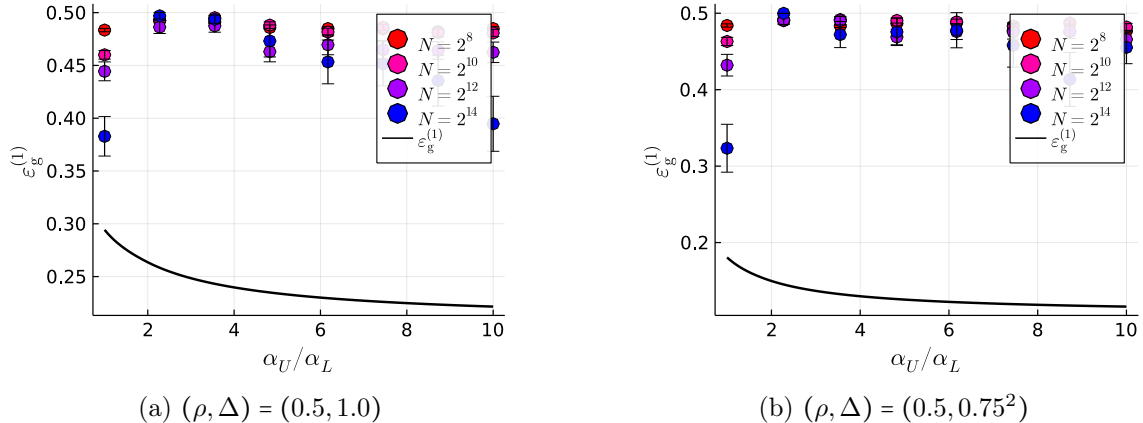 0.50
0.45
0.40
0.35
0.30
0.25
ε_g^(1)
2 4 6 8 10
α_U/α_L
N = 2^8
N = 2^10
N = 2^12
N = 2^14
ε_g^(1)
(a) (ρ, Δ) = (0.5, 1.0)
0.5
0.4
0.3
0.2
ε_g^(1)
2 4 6 8 10
α_U/α_L
N = 2^8
N = 2^10
N = 2^12
N = 2^14
ε_g^(1)
(b) (ρ, Δ) = (0.5, 0.75^2)